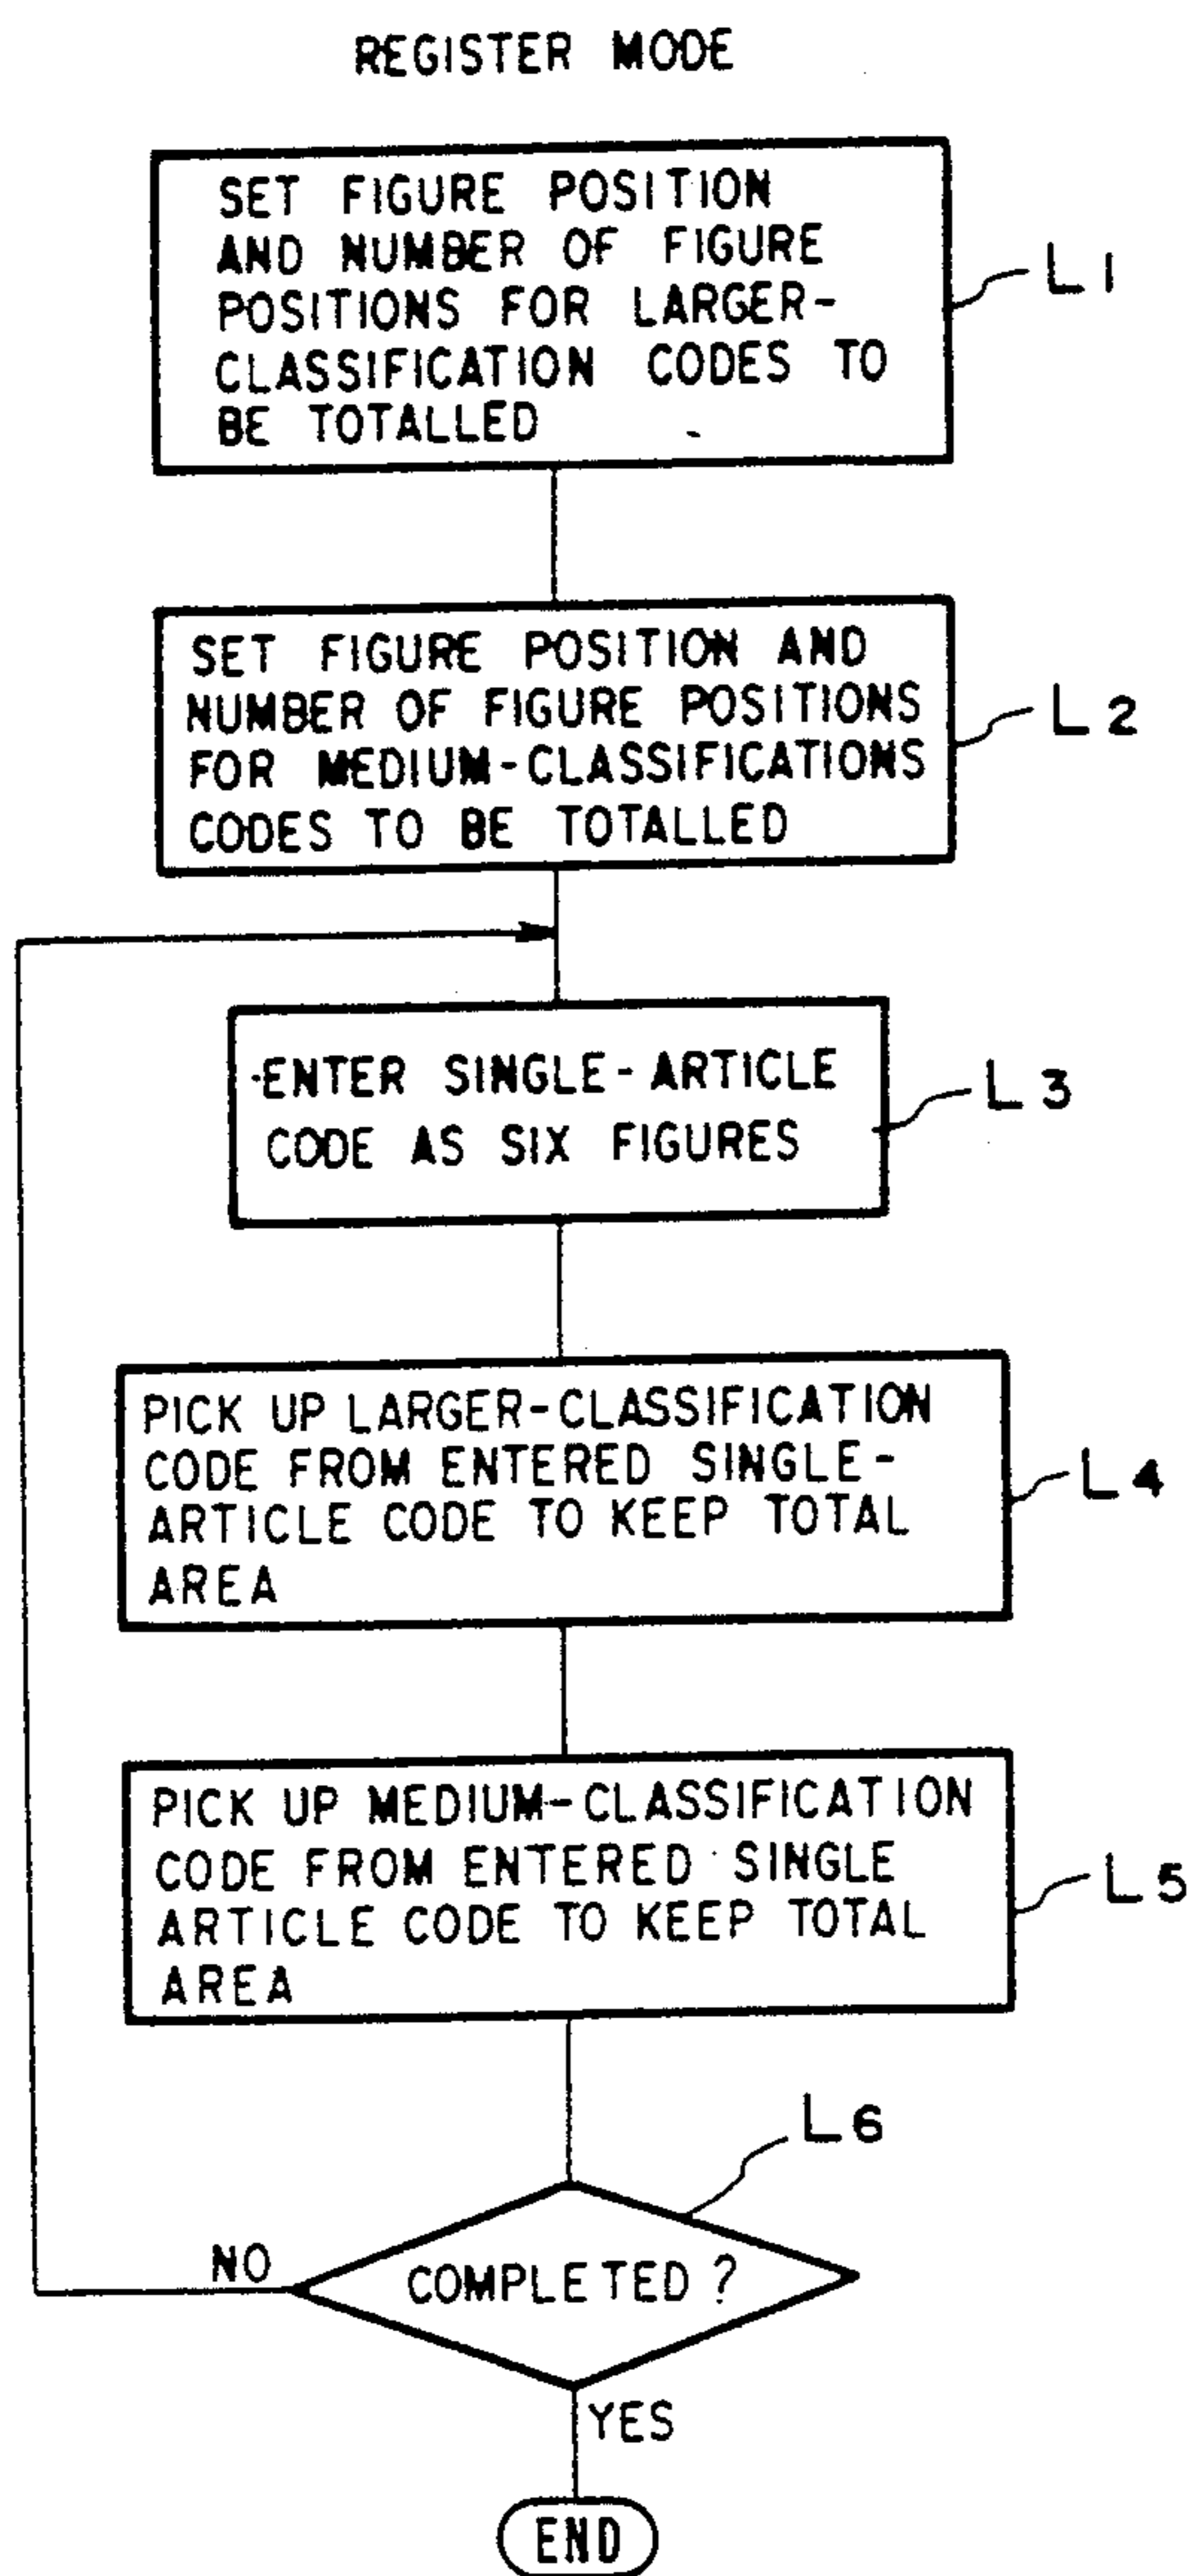 REGISTER MODE
SET FIGURE POSITION
AND NUMBER OF FIGURE
POSITIONS FOR LARGER-
CLASSIFICATION CODES TO
BE TOTALLED
L1
SET FIGURE POSITION AND
NUMBER OF FIGURE POSITIONS
FOR MEDIUM-CLASSIFICATIONS
CODES TO BE TOTALLED
L2
ENTER SINGLE-ARTICLE
CODE AS SIX FIGURES
L3
PICK UP LARGER-CLASSIFICATION
CODE FROM ENTERED SINGLE-
ARTICLE CODE TO KEEP TOTAL
AREA
L4
PICK UP MEDIUM-CLASSIFICATION
CODE FROM ENTERED SINGLE
ARTICLE CODE TO KEEP TOTAL
AREA
L5
L6
NO
COMPLETED?
YES
END